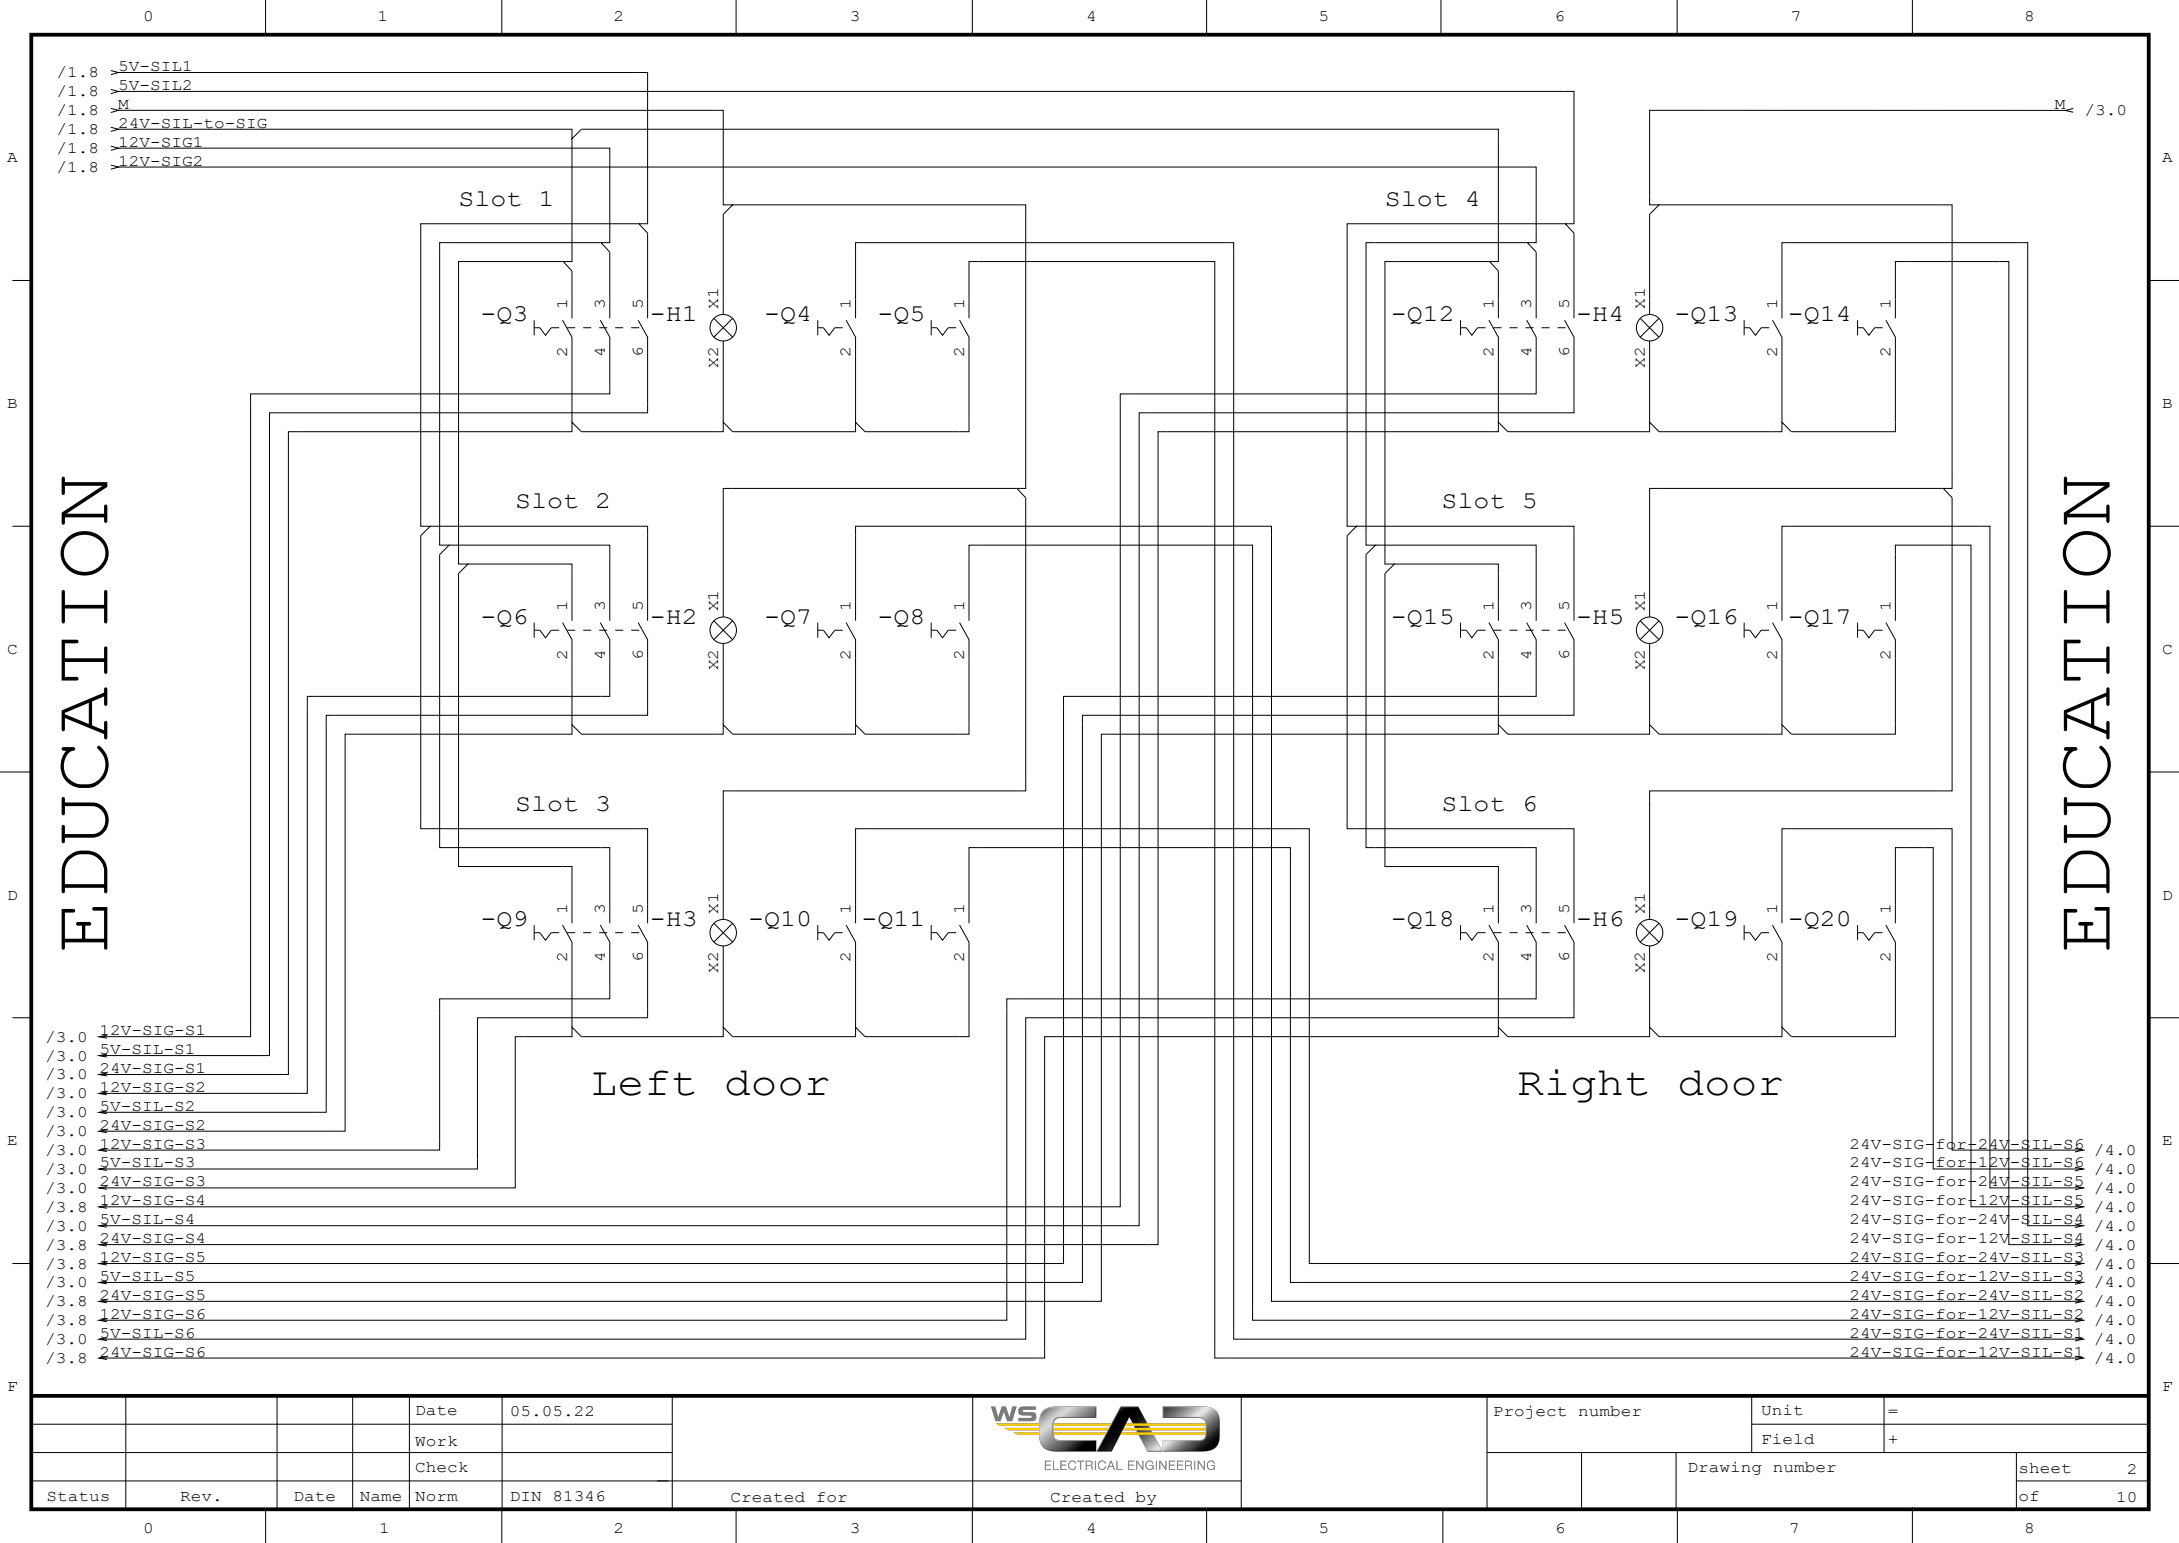 0 1 2 3 4 5 6 7 8
/1.8 5V-SIL1
/1.8 5V-SIL2
/1.8 M
M /3.0
/1.8 24V-SIL-to-SIG
/1.8 12V-SIG1
A A
/1.8 12V-SIG2
Slot 1 Slot 4
-Q3 1 2 3 4 5 6 -H1 X1 X2 -Q4 1 2 -Q5 1 2 -Q12 1 2 3 4 5 6 -H4 X1 X2 -Q13 1 2 -Q14 1 2
B B
EDUCATION
EDUCATION
Slot 2 Slot 5
-Q6 1 2 3 4 5 6 -H2 X1 X2 -Q7 1 2 -Q8 1 2 -Q15 1 2 3 4 5 6 -H5 X1 X2 -Q16 1 2 -Q17 1 2
C C
Slot 3 Slot 6
D D
-Q9 1 2 3 4 5 6 -H3 X1 X2 -Q10 1 2 -Q11 1 2 -Q18 1 2 3 4 5 6 -H6 X1 X2 -Q19 1 2 -Q20 1 2
Left door Right door
/3.0 12V-SIG-S1
/3.0 5V-SIL-S1
/3.0 24V-SIG-S1
/3.0 12V-SIG-S2
/3.0 5V-SIL-S2
/3.0 24V-SIG-S2
E E
/3.0 12V-SIG-S3
/3.0 5V-SIL-S3
/3.0 24V-SIG-S3
/3.8 12V-SIG-S4
/3.0 5V-SIL-S4
/3.8 24V-SIG-S4
/3.8 12V-SIG-S5
/3.0 5V-SIL-S5
/3.8 24V-SIG-S5
/3.8 12V-SIG-S6
/3.0 5V-SIL-S6
/3.8 24V-SIG-S6
24V-SIG-for-24V-SIL-S6 /4.0
24V-SIG-for-12V-SIL-S6 /4.0
24V-SIG-for-24V-SIL-S5 /4.0
24V-SIG-for-12V-SIL-S5 /4.0
24V-SIG-for-24V-SIL-S4 /4.0
24V-SIG-for-12V-SIL-S4 /4.0
24V-SIG-for-24V-SIL-S3 /4.0
24V-SIG-for-12V-SIL-S3 /4.0
24V-SIG-for-24V-SIL-S2 /4.0
24V-SIG-for-12V-SIL-S2 /4.0
24V-SIG-for-24V-SIL-S1 /4.0
24V-SIG-for-12V-SIL-S1 /4.0
F F
Date 05.05.22
Work
Check
Status Rev. Date Name Norm DIN 81346
Created for
WS CAD
ELECTRICAL ENGINEERING
Created by
Project number
Unit =
Field +
Drawing number
sheet 2
of 10
0 1 2 3 4 5 6 7 8